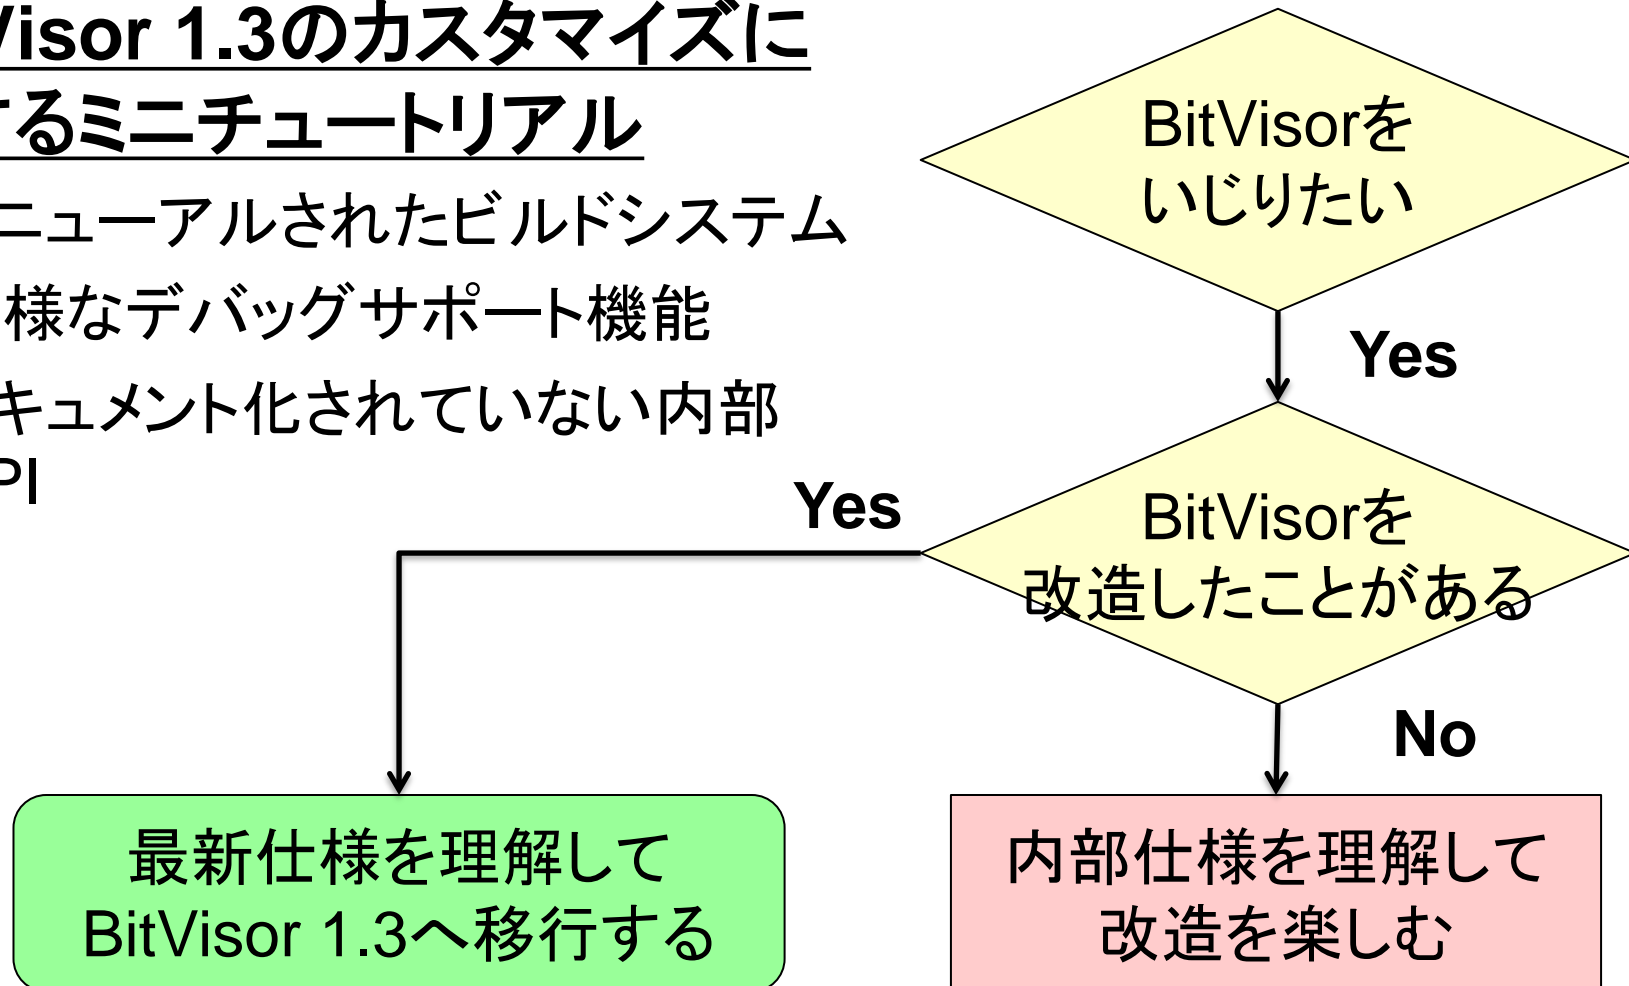 Visor 1.3のカスタマイズに
するミニチュートリアル
ニューアルされたビルドシステム
様なデバッグサポート機能
キュメント化されていない内部
PI
BitVisorを
いじりたい
Yes
BitVisorを
改造したことがある
Yes
No
最新仕様を理解して
BitVisor 1.3へ移行する
内部仕様を理解して
改造を楽しむ